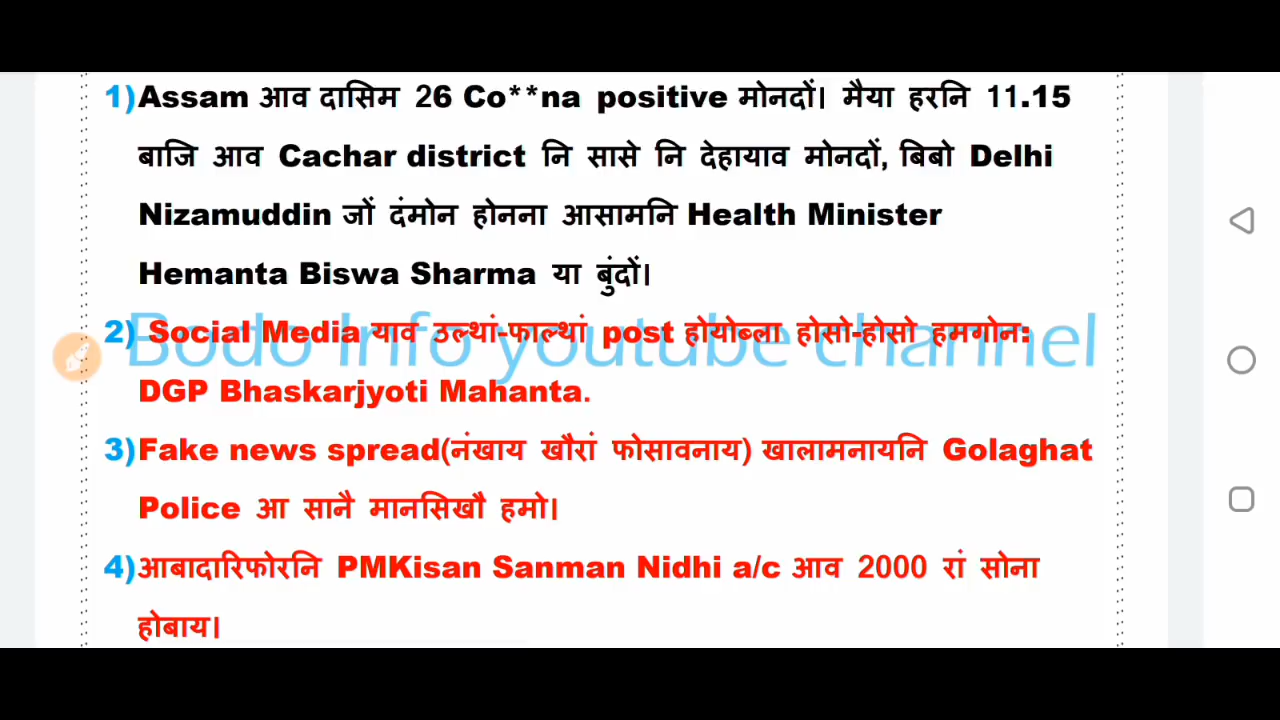 1)Assam आव दासिम 26 Co**na positive मोनदों। मैया हरनि 11.15
बाजि आव Cachar district नि सासे नि देहायाव मोनदों, बिबो Delhi
Nizamuddin जों दंमोन होनना आसामनि Health Minister
Hemanta Biswa Sharma या बुंदों।
2) Social Media याव उल्थां-फाल्थां post होयोब्ला होसो-होसो हमगोन:
Bodo Info youtube channel
DGP Bhaskarjyoti Mahanta.
3)Fake news spread(नंखाय खौरां फोसावनाय) खालामनायनि Golaghat
Police आ सानै मानसिखौ हमो।
4)आबादारिफोरनि PMKisan Sanman Nidhi a/c आव 2000 रां सोना
होबाय।